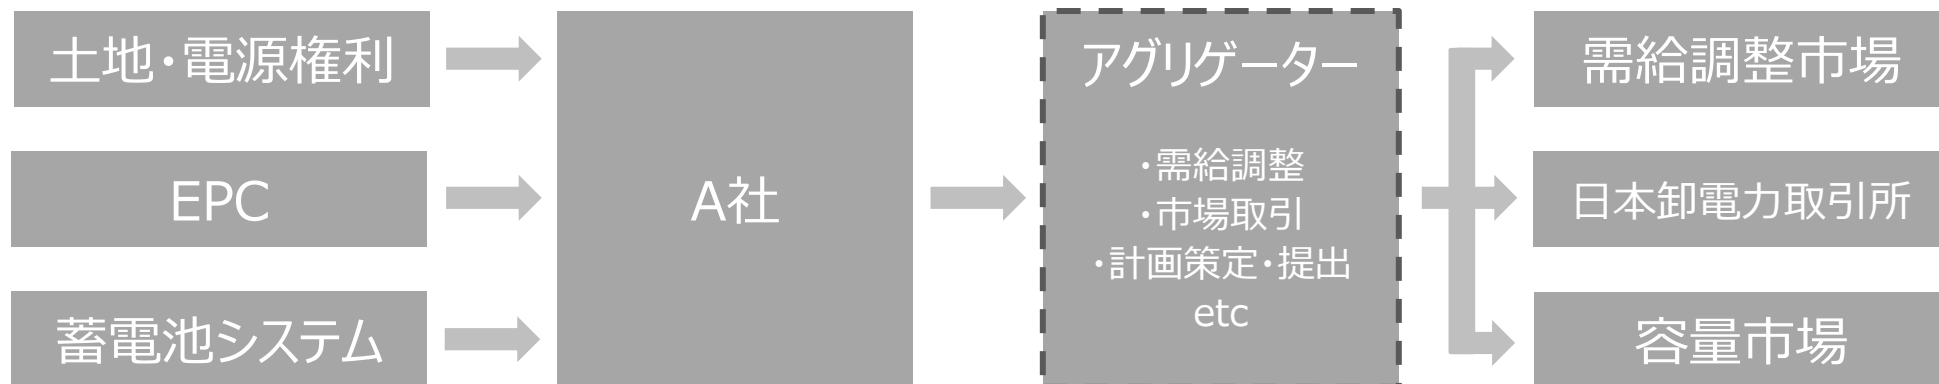 土地・電源権利
EPC
蓄電池システム
A社
アグリゲーター
・需給調整
・市場取引
・計画策定・提出
etc
需給調整市場
日本卸電力取引所
容量市場